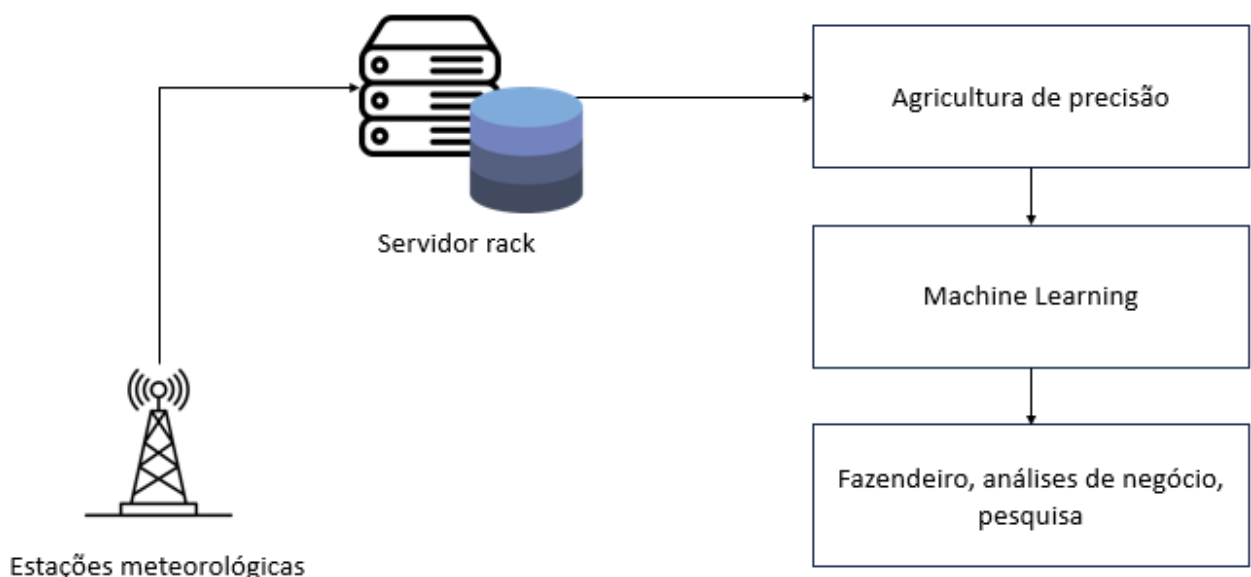 Agricultura de precisão
Servidor rack
Machine Learning
Fazendeiro, análises de negócio,
pesquisa
Estações meteorológicas